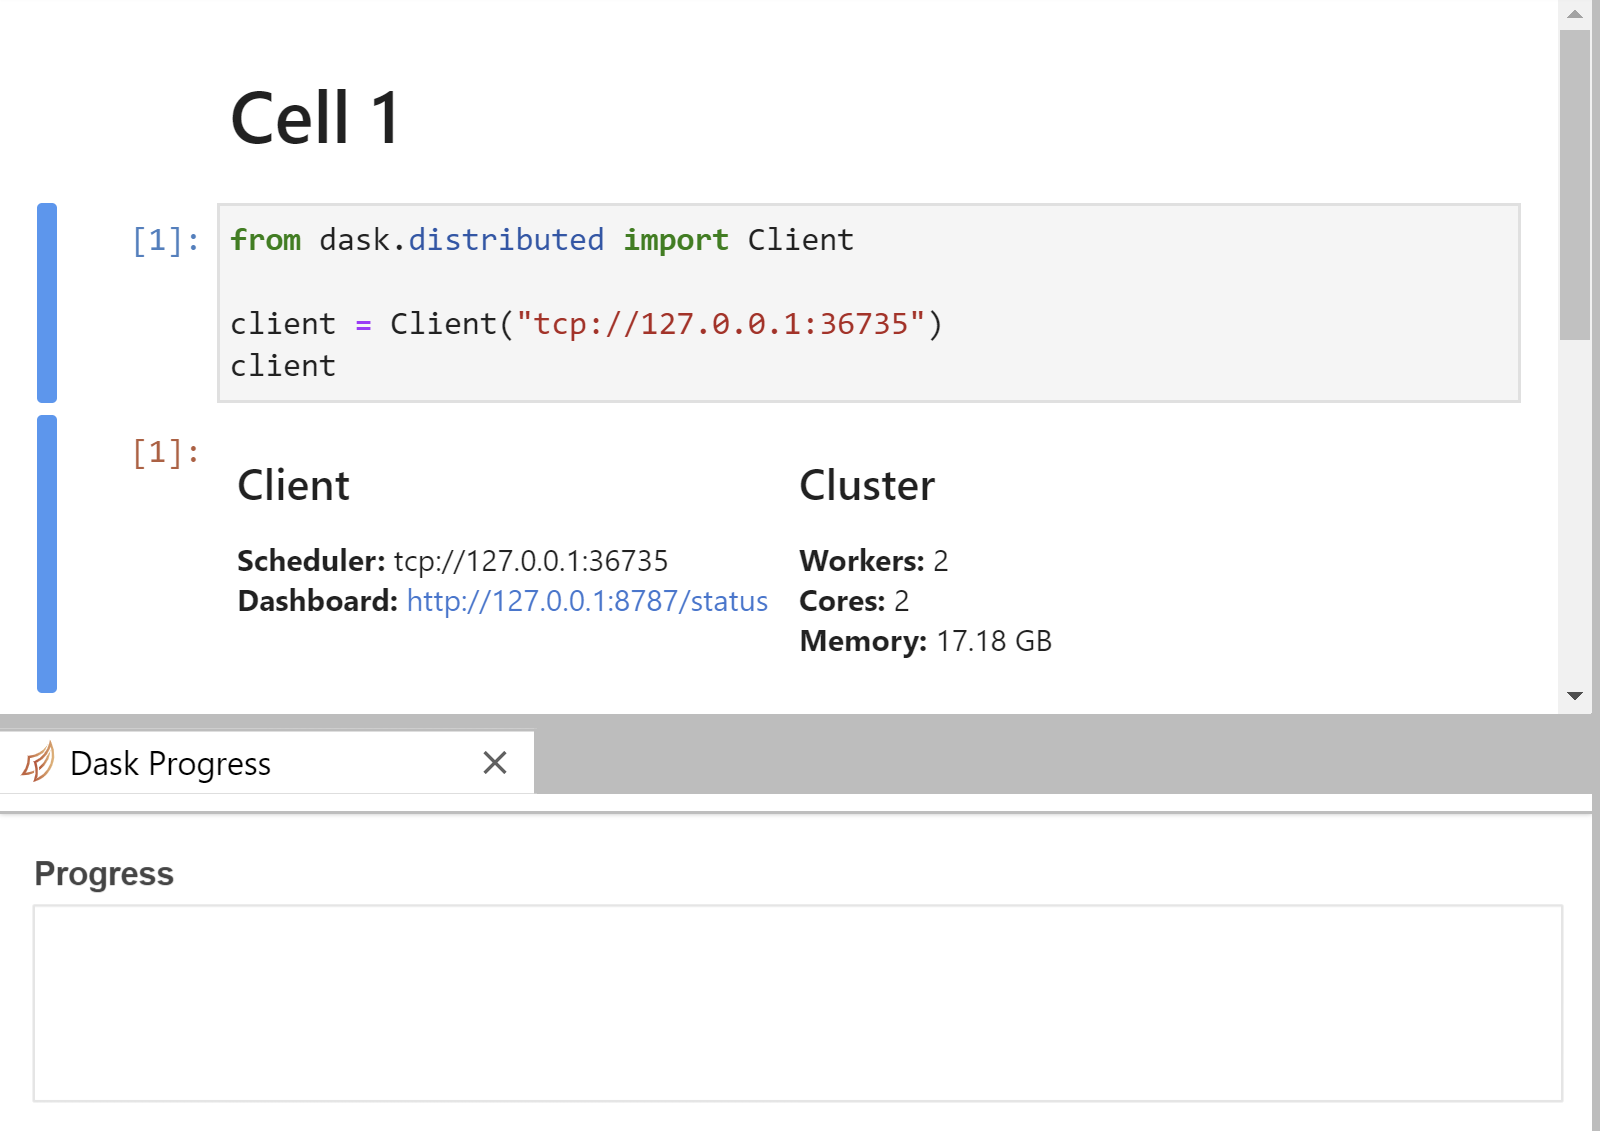 Cell 1
[1]: from dask.distributed import Client
client = Client("tcp://127.0.0.1:36735")
client
[1]:
Client
Scheduler: tcp://127.0.0.1:36735
Dashboard: http://127.0.0.1:8787/status
Cluster
Workers: 2
Cores: 2
Memory: 17.18 GB
Dask Progress
Progress